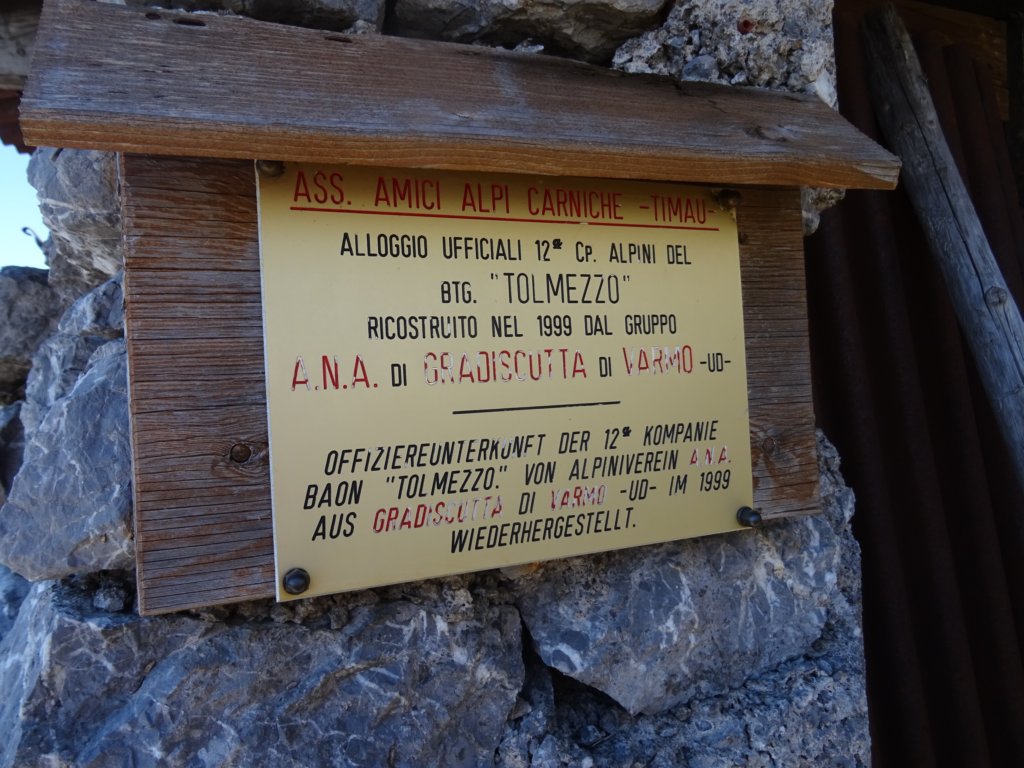 ASS. AMICI ALPI CARNICHE -TIMAU-
ALLOGGIO UFFICIALI 12ª CP. ALPINI DEL
BTG. "TOLMEZZO"
RICOSTRUITO NEL 1999 DAL GRUPPO
A.N.A. DI GRADISCUTTA DI VARMO -UD-
OFFIZIEREUNTERKUNFT DER 12ª KOMPANIE
BAON "TOLMEZZO." VON ALPINIVEREIN A.N.A.
AUS GRADISCUTTA DI VARMO -UD- IM 1999
WIEDERHERGESTELLT.